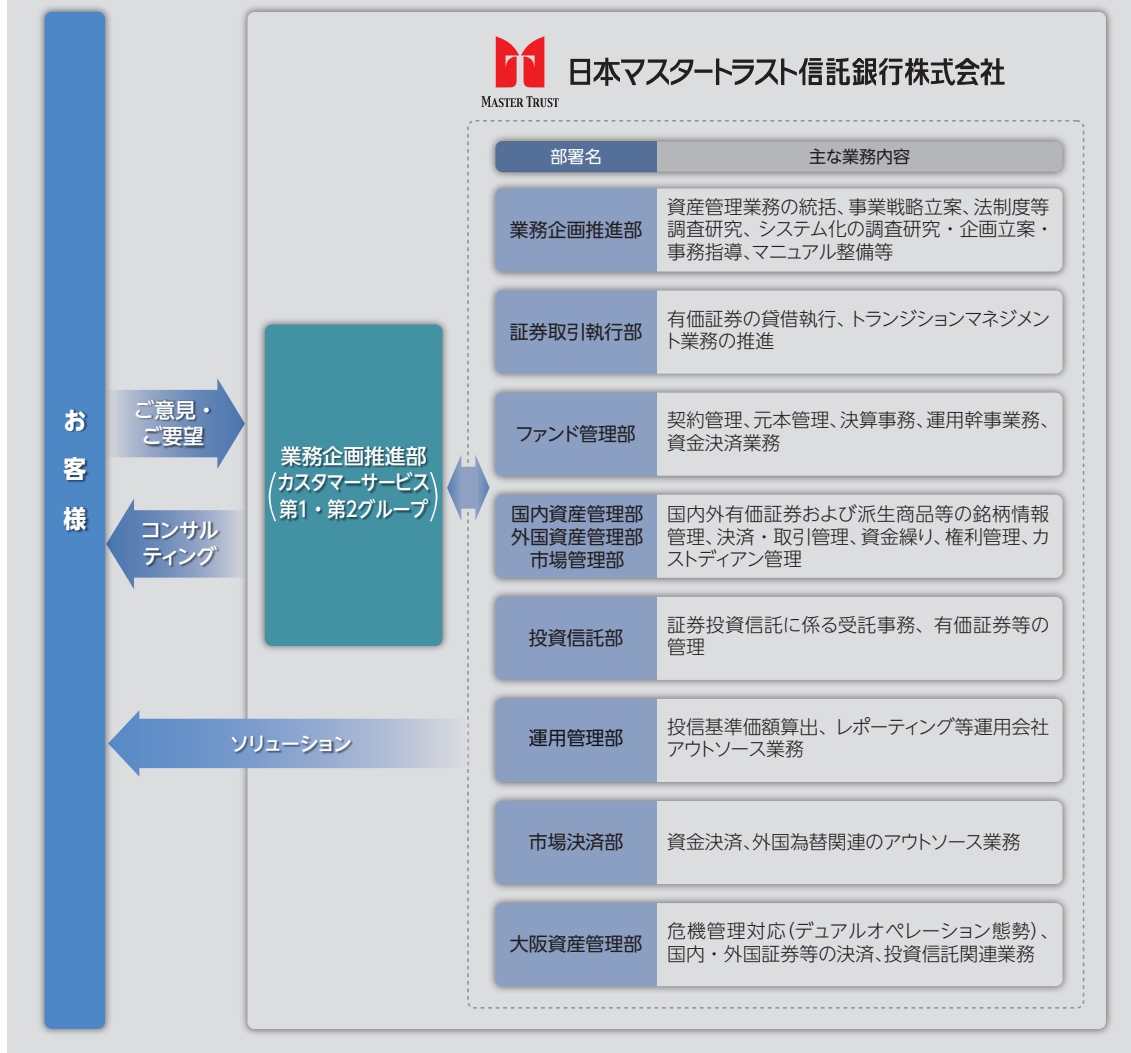 MASTER TRUST
日本マスタートラスト信託銀行株式会社
お客様
ご意見・
ご要望
コンサル
ティング
ソリューション
業務企画推進部
(カスタマーサービス
第1・第2グループ)
部署名
主な業務内容
業務企画推進部
資産管理業務の統括、事業戦略立案、法制度等
調査研究、システム化の調査研究・企画立案・
事務指導、マニュアル整備等
証券取引執行部
有価証券の貸借執行、トランジションマネジメン
ト業務の推進
ファンド管理部
契約管理、元本管理、決算事務、運用幹事業務、
資金決済業務
国内資産管理部
外国資産管理部
市場管理部
国内外有価証券および派生商品等の銘柄情報
管理、決済・取引管理、資金繰り、権利管理、カ
ストディアン管理
投資信託部
証券投資信託に係る受託事務、有価証券等の
管理
運用管理部
投信基準価額算出、レポーティング等運用会社
アウトソース業務
市場決済部
資金決済、外国為替関連のアウトソース業務
大阪資産管理部
危機管理対応(デュアルオペレーション態勢)、
国内・外国証券等の決済、投資信託関連業務